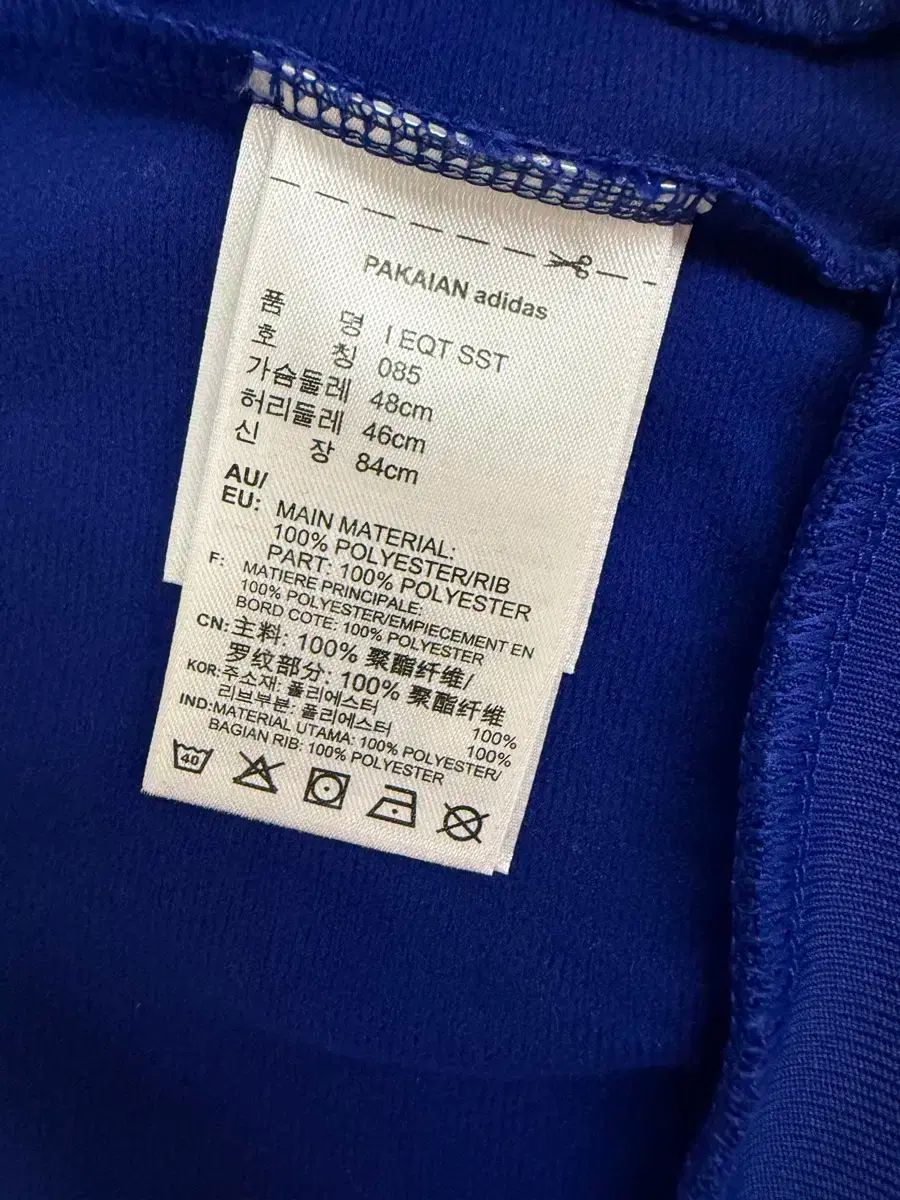 PAKAIAN adidas
품 명 I EQT SST
호 칭 085
가슴둘레 48cm
허리둘레 46cm
신 장 84cm
AU/
EU: MAIN MATERIAL:
100% POLYESTER/RIB
PART: 100% POLYESTER
F: MATIERE PRINCIPALE:
100% POLYESTER/EMPIECEMENT EN
BORD COTE: 100% POLYESTER
CN: 主料: 100% 聚酯纤维/
罗纹部分: 100% 聚酯纤维
KOR: 주소재: 폴리에스터 100%
리브부분: 폴리에스터 100%
IND: MATERIAL UTAMA: 100% POLYESTER/
BAGIAN RIB: 100% POLYESTER
40